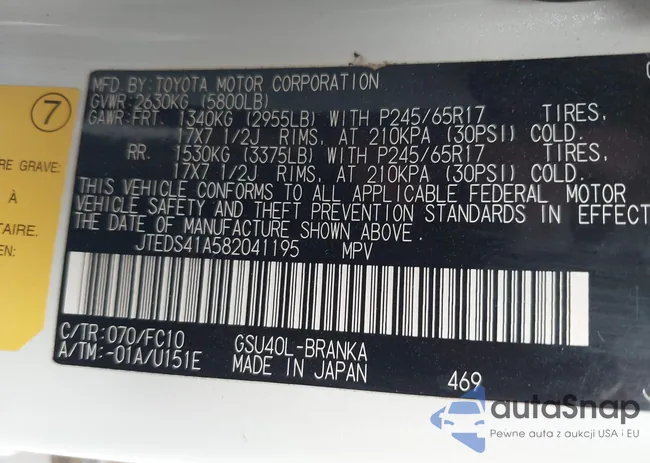 MFD. BY: TOYOTA MOTOR CORPORATION
GVWR: 2630KG (5800LB)
GAWR: FRT. 1340KG (2955LB) WITH P245/65R17 TIRES,
17X7 1/2J RIMS, AT 210KPA (30PSI) COLD.
RR. 1530KG (3375LB) WITH P245/65R17 TIRES,
17X7 1/2J RIMS, AT 210KPA (30PSI) COLD.
THIS VEHICLE CONFORMS TO ALL APPLICABLE FEDERAL MOTOR
VEHICLE SAFETY AND THEFT PREVENTION STANDARDS IN EFFECT
THE DATE OF MANUFACTURE SHOWN ABOVE.
JTEDS41A582041195 MPV
C/TR: 070/FC10 GSU40L-BRANKA
A/TM: -01A/U151E MADE IN JAPAN
469
7
RE GRAVE:
À
TAIRE.
EN:
autaSnap
Pewne auta z aukcji USA i EU